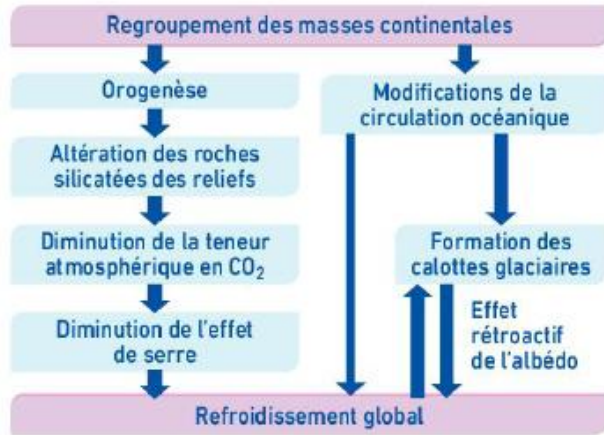 Regroupement des masses continentales
Orogenèse
Altération des roches
silicatées des reliefs
Diminution de la teneur
atmosphérique en CO₂
Diminution de l'effet
de serre
Modifications de la
circulation océanique
Formation des
calottes glaciaires
Effet
rétroactif
de l'albédo
Refroidissement global